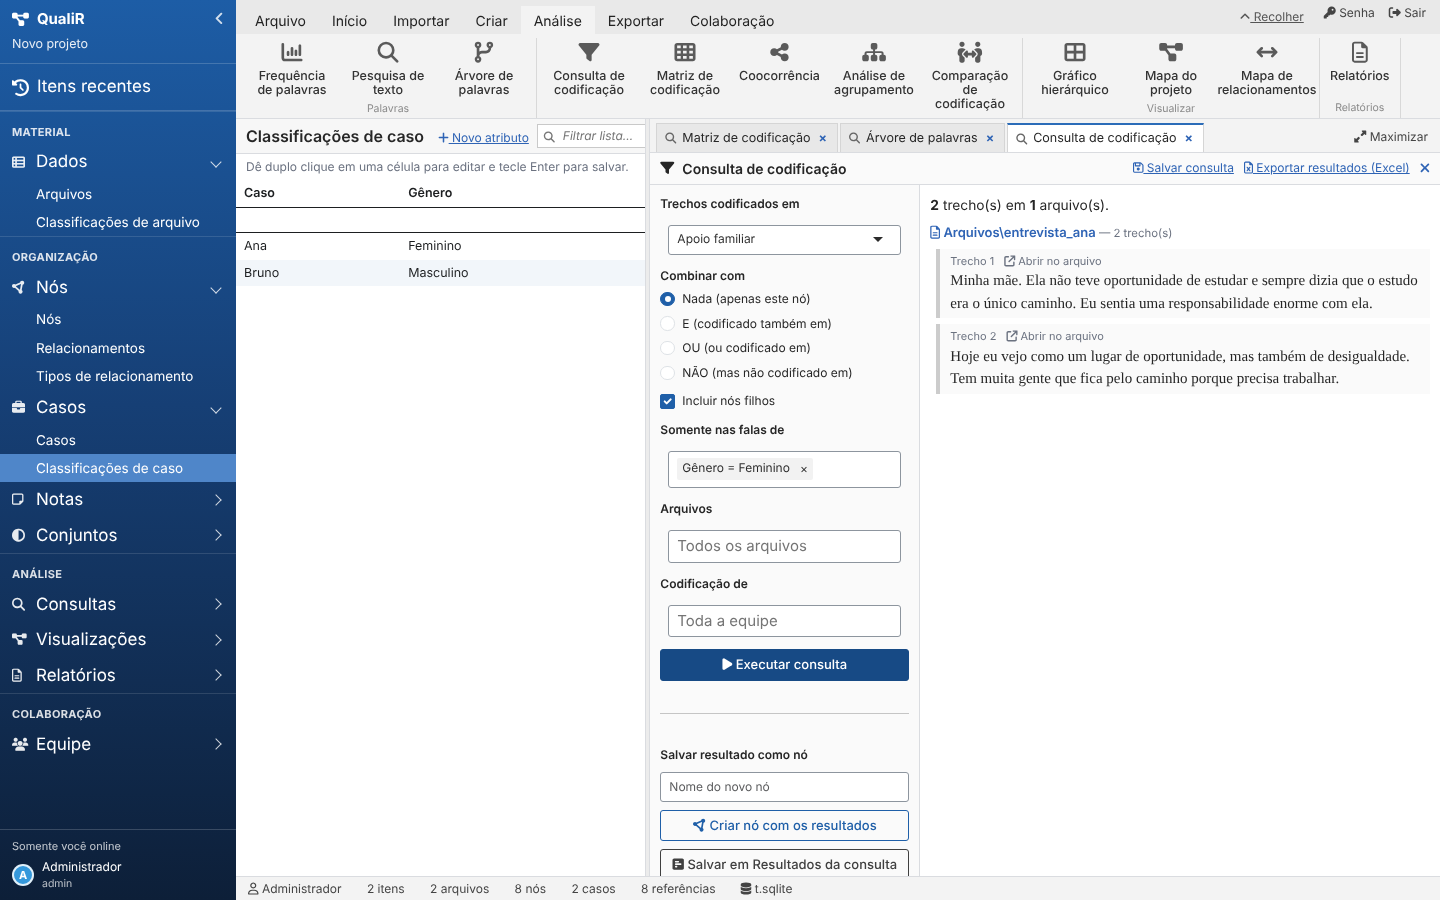 QualiR
Novo projeto
Itens recentes
MATERIAL
Dados
Arquivos
Classificações de arquivo
ORGANIZAÇÃO
Nós
Nós
Relacionamentos
Tipos de relacionamento
Casos
Casos
Classificações de caso
Notas
Conjuntos
ANÁLISE
Consultas
Visualizações
Relatórios
COLABORAÇÃO
Equipe
Somente você online
A
Administrador
admin
Arquivo Início Importar Criar Análise Exportar Colaboração
Recolher Senha Sair
Frequência de palavras
Pesquisa de texto
Árvore de palavras
Palavras
Consulta de codificação
Matriz de codificação
Coocorrência
Análise de agrupamento
Comparação de codificação
Gráfico hierárquico
Mapa do projeto
Mapa de relacionamentos
Visualizar
Relatórios
Relatórios
Classificações de caso
Novo atributo
Filtrar lista...
Dê duplo clique em uma célula para editar e tecle Enter para salvar.
Caso Gênero
Ana Feminino
Bruno Masculino
Matriz de codificação ×
Árvore de palavras ×
Consulta de codificação ×
Maximizar
Consulta de codificação
Salvar consulta
Exportar resultados (Excel)
Trechos codificados em
Apoio familiar
Combinar com
Nada (apenas este nó)
E (codificado também em)
OU (ou codificado em)
NÃO (mas não codificado em)
Incluir nós filhos
Somente nas falas de
Gênero = Feminino ×
Arquivos
Todos os arquivos
Codificação de
Toda a equipe
Executar consulta
Salvar resultado como nó
Nome do novo nó
Criar nó com os resultados
Salvar em Resultados da consulta
2 trecho(s) em 1 arquivo(s).
Arquivos\entrevista_ana — 2 trecho(s)
Trecho 1 Abrir no arquivo
Minha mãe. Ela não teve oportunidade de estudar e sempre dizia que o estudo
era o único caminho. Eu sentia uma responsabilidade enorme com ela.
Trecho 2 Abrir no arquivo
Hoje eu vejo como um lugar de oportunidade, mas também de desigualdade.
Tem muita gente que fica pelo caminho porque precisa trabalhar.
Administrador 2 itens 2 arquivos 8 nós 2 casos 8 referências t.sqlite